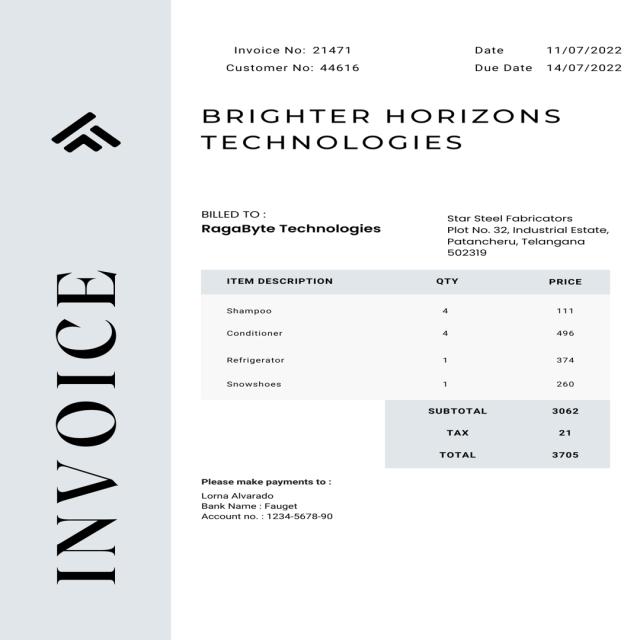 Invoice No: 21471 Date 11/07/2022
Customer No: 44616 Due Date 14/07/2022
BRIGHTER HORIZONS
TECHNOLOGIES
BILLED TO :
RagaByte Technologies
Star Steel Fabricators
Plot No. 32, Industrial Estate,
Patancheru, Telangana
502319
ITEM DESCRIPTION QTY PRICE
Shampoo 4 111
Conditioner 4 496
Refrigerator 1 374
Snowshoes 1 260
SUBTOTAL 3062
TAX 21
TOTAL 3705
Please make payments to :
Lorna Alvarado
Bank Name : Fauget
Account no. : 1234-5678-90
INVOICE